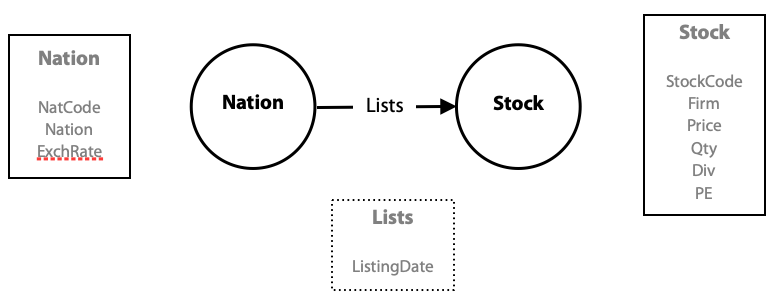 Nation
NatCode
Nation
ExchRate
Nation
Lists
Stock
Stock
StockCode
Firm
Price
Qty
Div
PE
Lists
ListingDate